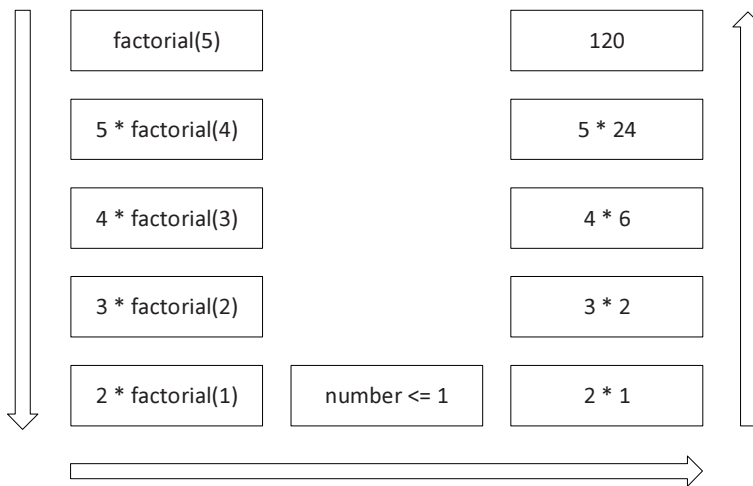 factorial(5)
120
5 * factorial(4)
5 * 24
4 * factorial(3)
4 * 6
3 * factorial(2)
3 * 2
2 * factorial(1)
number <= 1
2 * 1